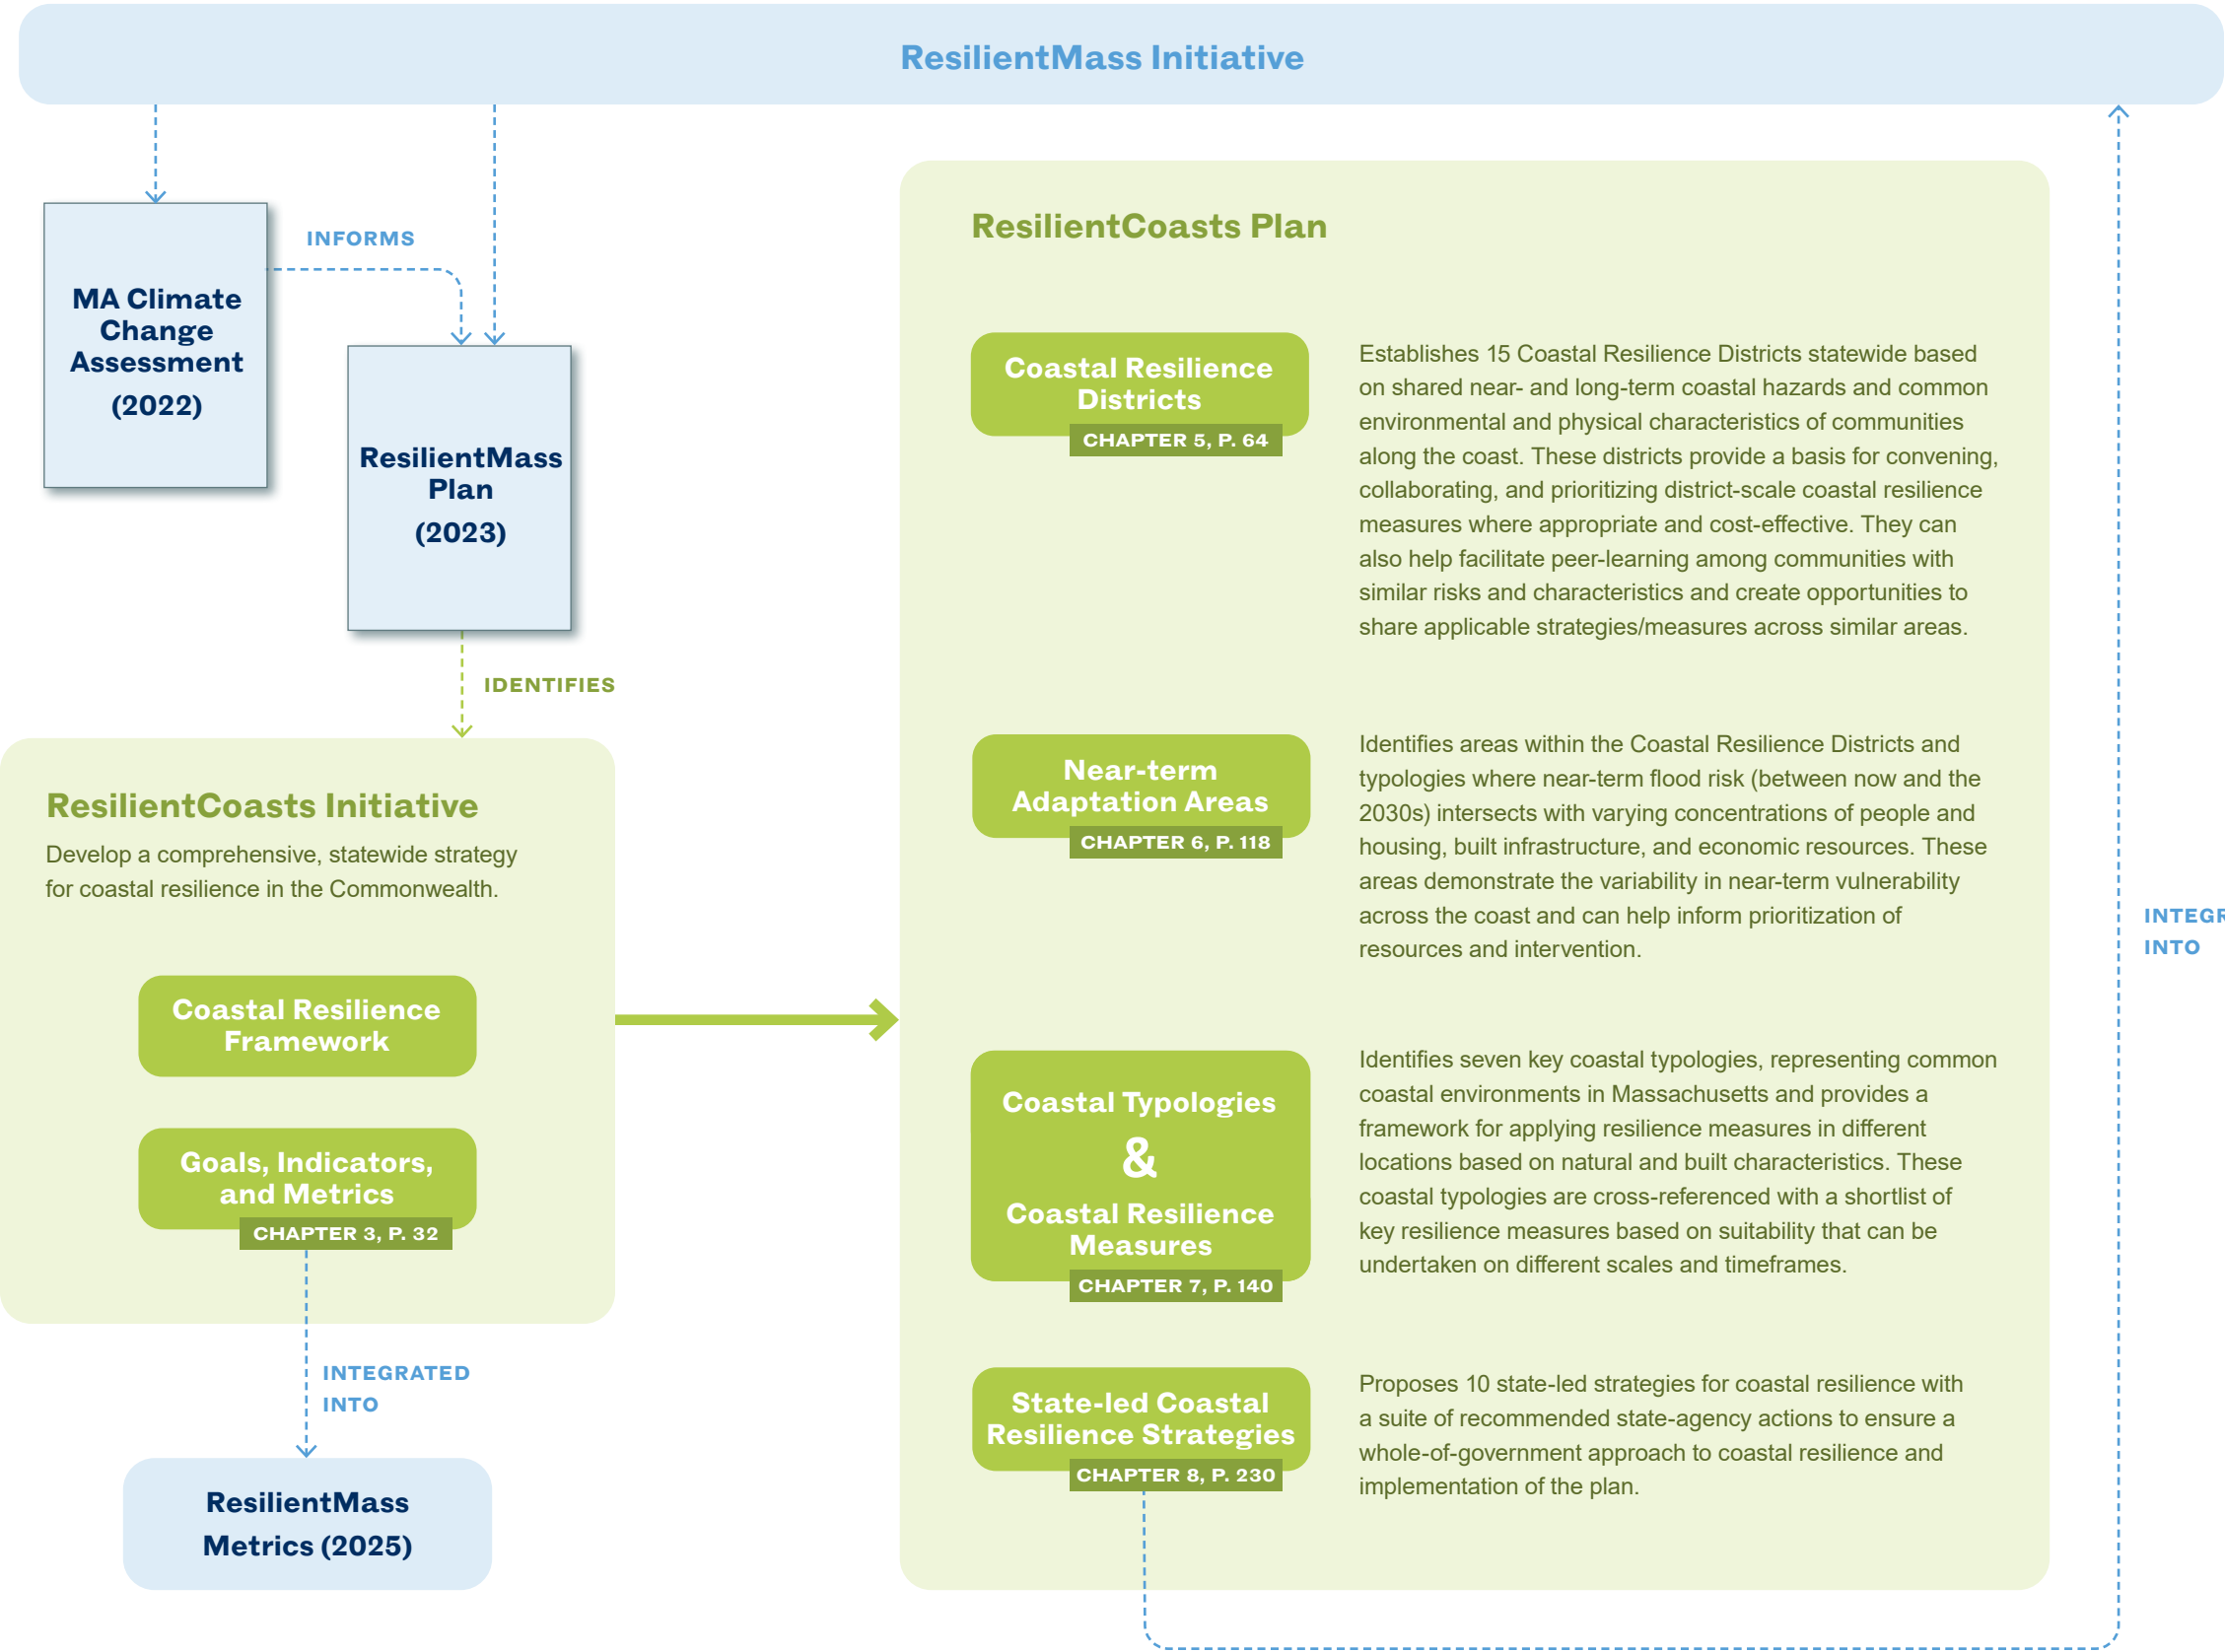 ResilientMass Initiative
INFORMS
MA Climate
Change
Assessment
(2022)
ResilientMass
Plan
(2023)
IDENTIFIES
ResilientCoasts Initiative
Develop a comprehensive, statewide strategy
for coastal resilience in the Commonwealth.
Coastal Resilience
Framework
Goals, Indicators,
and Metrics
CHAPTER 3, P. 32
INTEGRATED
INTO
ResilientMass
Metrics (2025)
ResilientCoasts Plan
Coastal Resilience
Districts
CHAPTER 5, P. 64
Establishes 15 Coastal Resilience Districts statewide based
on shared near- and long-term coastal hazards and common
environmental and physical characteristics of communities
along the coast. These districts provide a basis for convening,
collaborating, and prioritizing district-scale coastal resilience
measures where appropriate and cost-effective. They can
also help facilitate peer-learning among communities with
similar risks and characteristics and create opportunities to
share applicable strategies/measures across similar areas.
Near-term
Adaptation Areas
CHAPTER 6, P. 118
Identifies areas within the Coastal Resilience Districts and
typologies where near-term flood risk (between now and the
2030s) intersects with varying concentrations of people and
housing, built infrastructure, and economic resources. These
areas demonstrate the variability in near-term vulnerability
across the coast and can help inform prioritization of
resources and intervention.
Coastal Typologies
&
Coastal Resilience
Measures
CHAPTER 7, P. 140
Identifies seven key coastal typologies, representing common
coastal environments in Massachusetts and provides a
framework for applying resilience measures in different
locations based on natural and built characteristics. These
coastal typologies are cross-referenced with a shortlist of
key resilience measures based on suitability that can be
undertaken on different scales and timeframes.
State-led Coastal
Resilience Strategies
CHAPTER 8, P. 230
Proposes 10 state-led strategies for coastal resilience with
a suite of recommended state-agency actions to ensure a
whole-of-government approach to coastal resilience and
implementation of the plan.
INTO